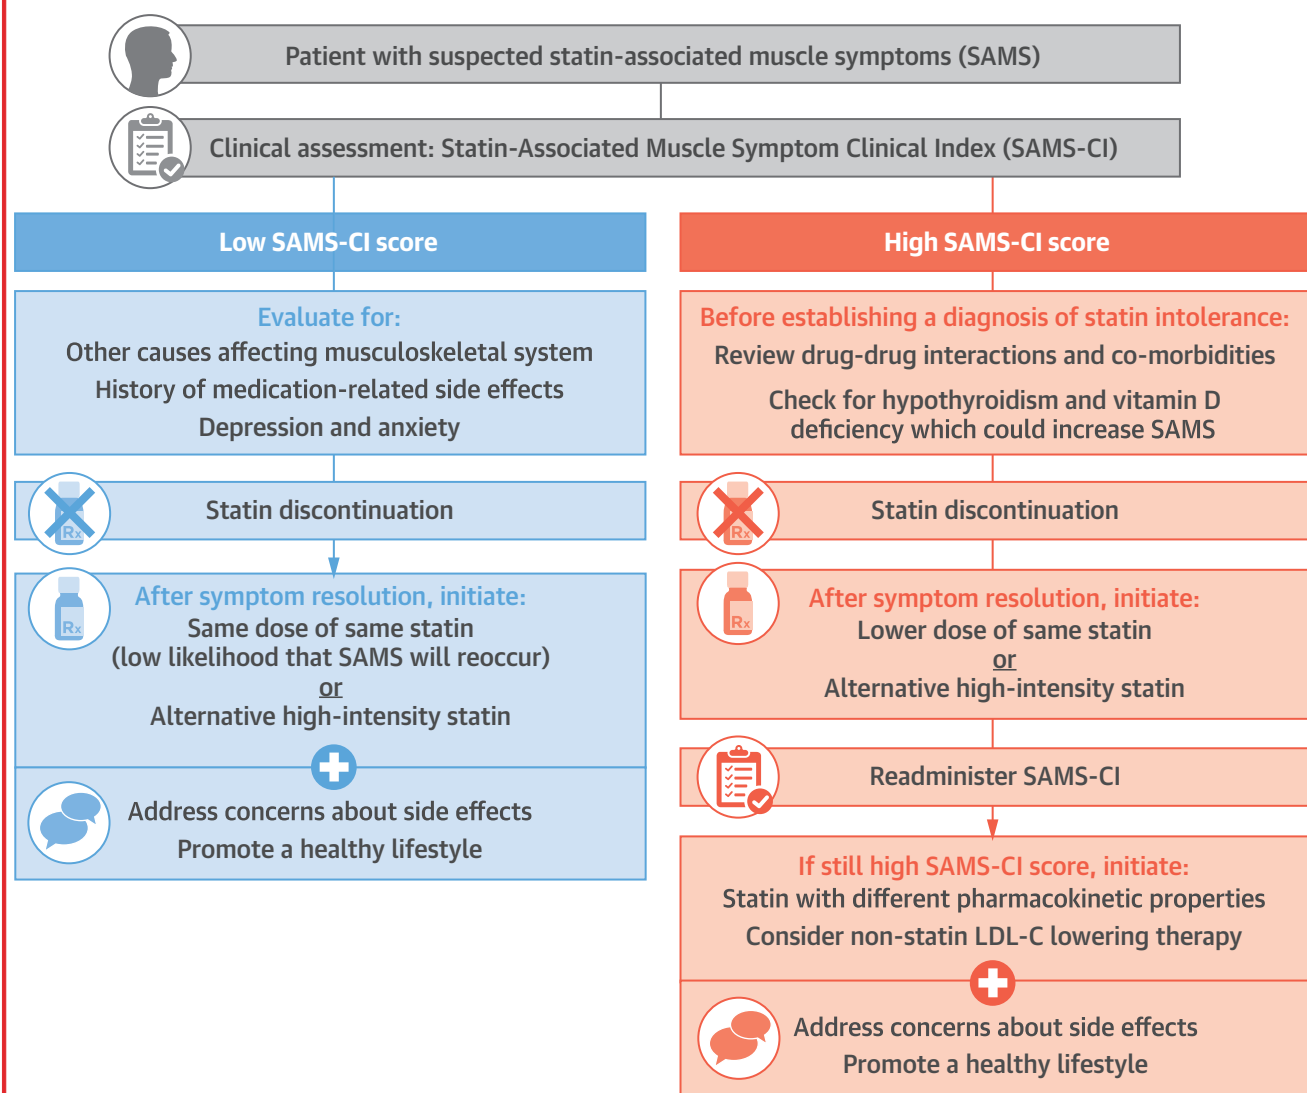 Patient with suspected statin-associated muscle symptoms (SAMS)
Clinical assessment: Statin-Associated Muscle Symptom Clinical Index (SAMS-CI)
Low SAMS-CI score
Evaluate for:
Other causes affecting musculoskeletal system
History of medication-related side effects
Depression and anxiety
Rx
Statin discontinuation
Rx
After symptom resolution, initiate:
Same dose of same statin
(low likelihood that SAMS will reoccur)
or
Alternative high-intensity statin
Address concerns about side effects
Promote a healthy lifestyle
High SAMS-CI score
Before establishing a diagnosis of statin intolerance:
Review drug-drug interactions and co-morbidities
Check for hypothyroidism and vitamin D
deficiency which could increase SAMS
Rx
Statin discontinuation
Rx
After symptom resolution, initiate:
Lower dose of same statin
or
Alternative high-intensity statin
Readminister SAMS-CI
If still high SAMS-CI score, initiate:
Statin with different pharmacokinetic properties
Consider non-statin LDL-C lowering therapy
Address concerns about side effects
Promote a healthy lifestyle